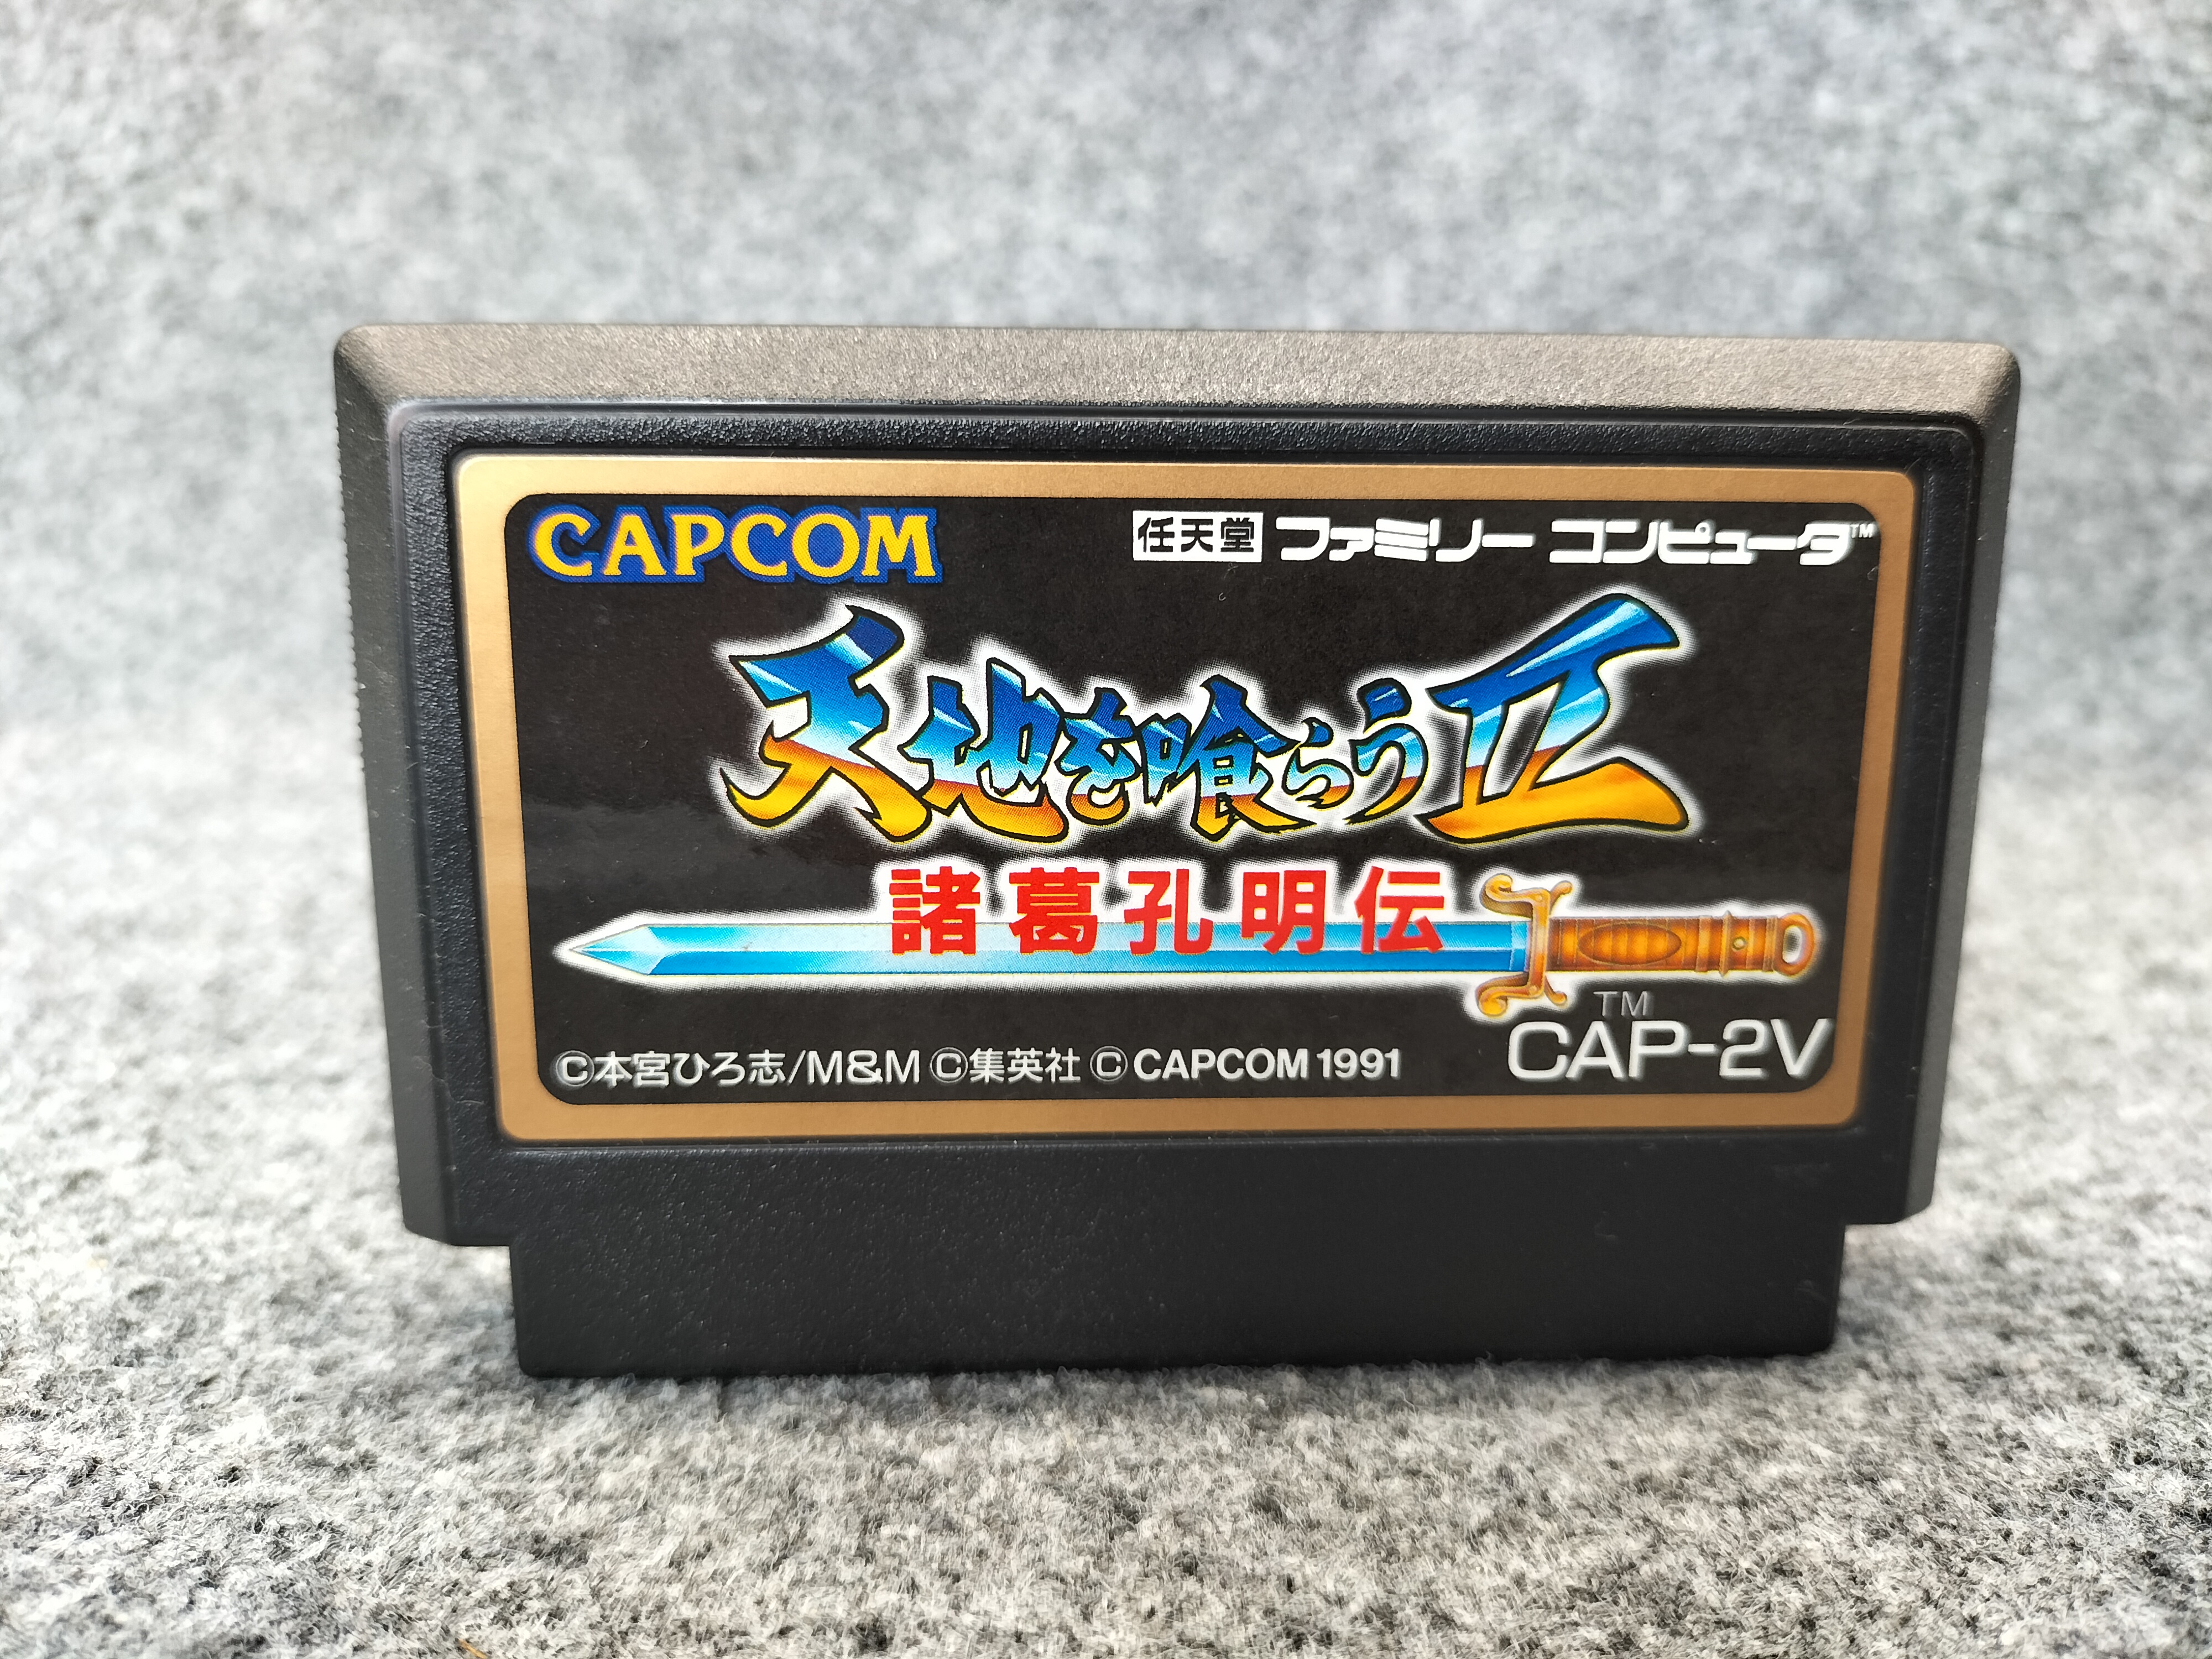 CAPCOM
任天堂 ファミリー コンピュータ™
天地を喰らうII
諸葛孔明伝
TM
CAP-2V
©本宮ひろ志/M&M ©集英社 ©CAPCOM 1991